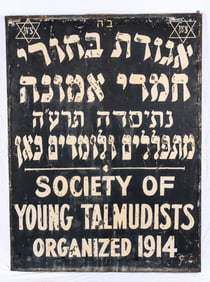 ב״ה
אגודת בחורי
חמדי אמונה
נתיסדה תרע״ה
מתפללים ולומדים כאן
SOCIETY OF
YOUNG TALMUDISTS
ORGANIZED 1914.